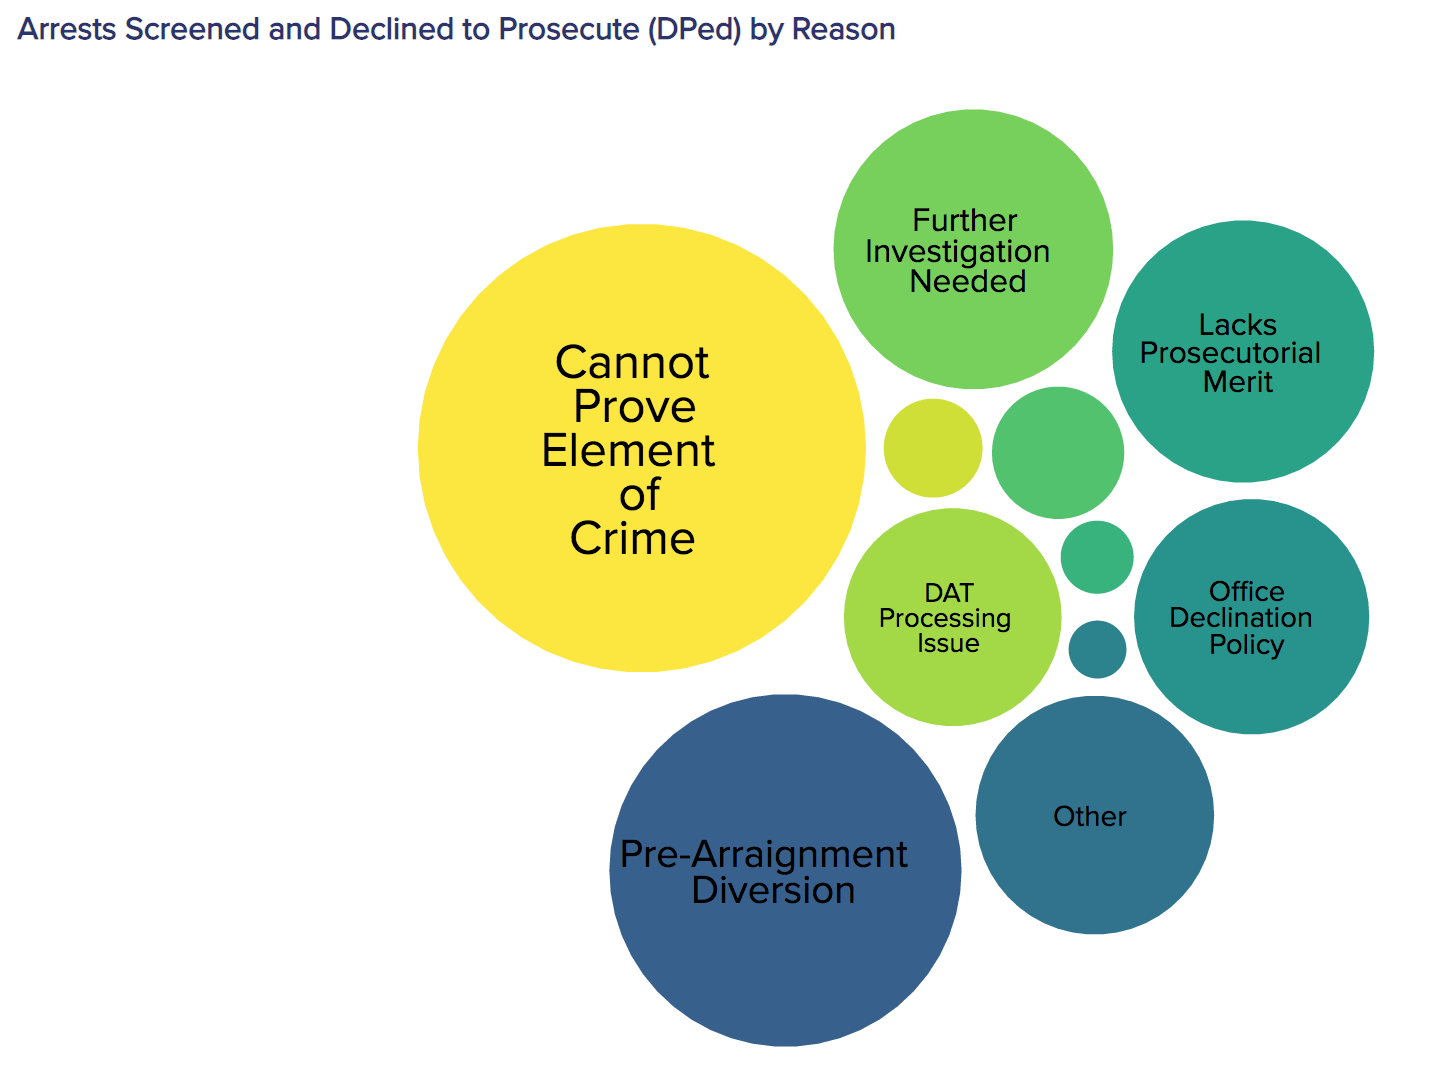 Arrests Screened and Declined to Prosecute (DPed) by Reason
Further
Investigation
Needed
Lacks
Prosecutorial
Merit
Cannot
Prove
Element
of
Crime
DAT
Processing
Issue
Office
Declination
Policy
Other
Pre-Arraignment
Diversion